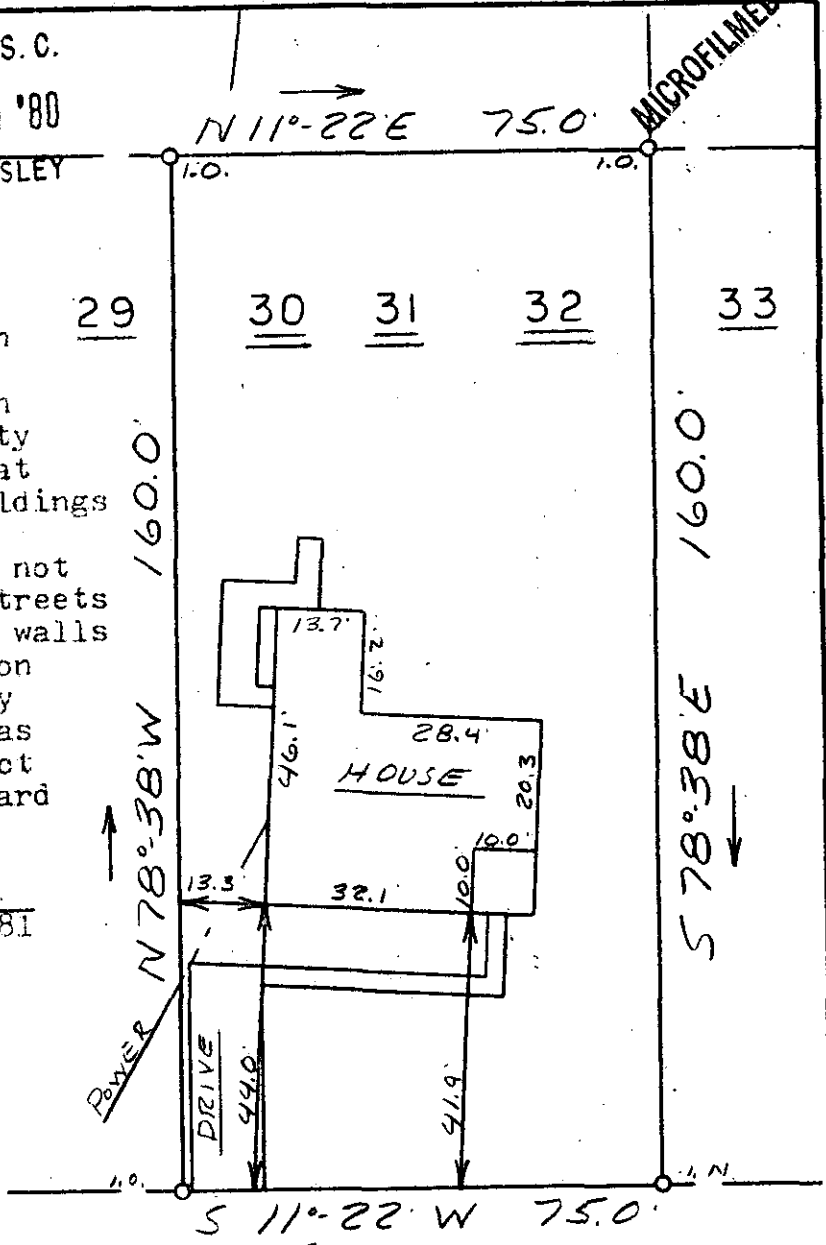 S.C.
'80
SLEY
MICROFILMED
N 11°-22'E 75.0'
I.O. I.O.
29 30 31 32 33
n
n
ty
at
ldings
not
treets
walls
on
y
as
ct
ard
81
160.0'
160.0'
13.7'
16.2'
28.4'
46.1'
HOUSE
20.3
10.0'
10.0'
N 78°-38'W
S 78°-38'E
13.3'
32.1'
POWER
DRIVE
44.0'
41.9'
I.O. I.N
S 11°-22' W 75.0'